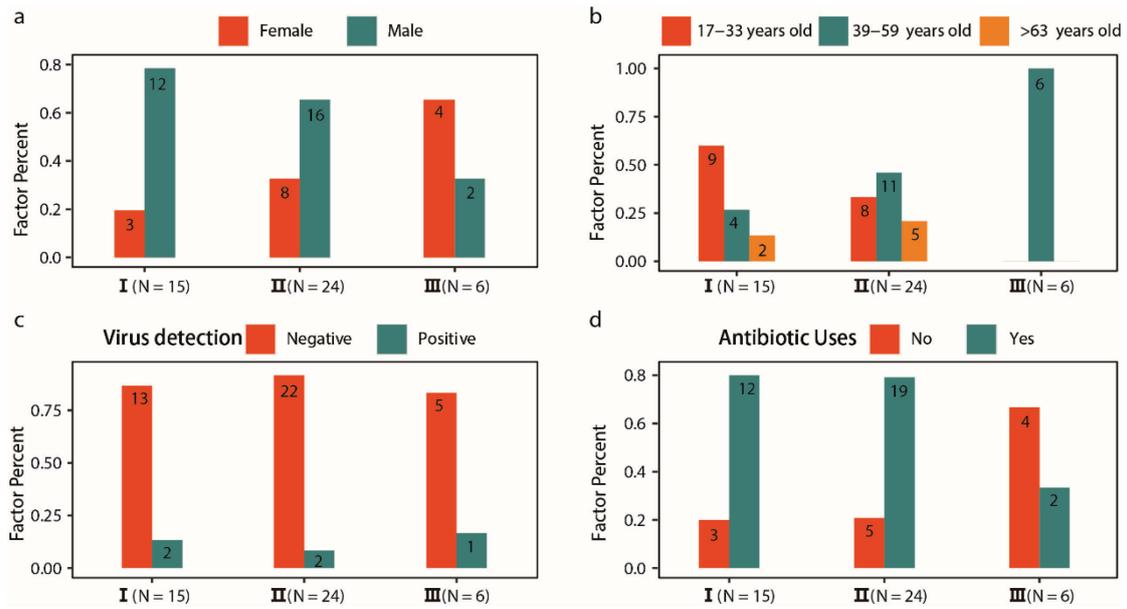 a
Female Male
Factor Percent
0.8
0.6
0.4
0.2
0.0
3 12 8 16 4 2
I (N = 15) II (N = 24) III (N = 6)
b
17–33 years old 39–59 years old >63 years old
Factor Percent
1.00
0.75
0.50
0.25
0.00
9 4 2 8 11 5 6
I (N = 15) II (N = 24) III (N = 6)
c
Virus detection Negative Positive
Factor Percent
0.75
0.50
0.25
0.00
13 2 22 2 5 1
I (N = 15) II (N = 24) III (N = 6)
d
Antibiotic Uses No Yes
Factor Percent
0.8
0.6
0.4
0.2
0.0
3 12 5 19 4 2
I (N = 15) II (N = 24) III (N = 6)